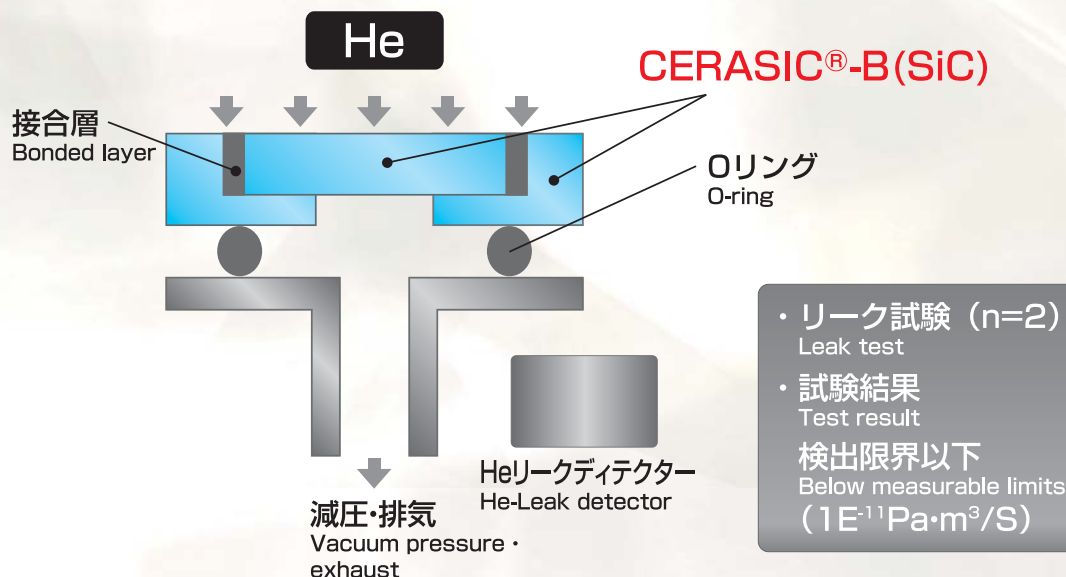 He
CERASIC®-B(SiC)
接合層
Bonded layer
Oリング
O-ring
・リーク試験（n=2）
Leak test
・試験結果
Test result
検出限界以下
Below measurable limits
（1E⁻¹¹Pa・m³/S）
Heリークディテクター
He-Leak detector
減圧・排気
Vacuum pressure・
exhaust